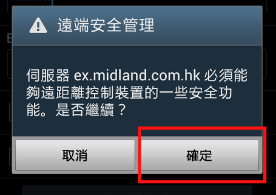 遠端安全管理
伺服器 ex.midland.com.hk 必須能
夠遠距離控制裝置的一些安全功
能。是否繼續？
取消
確定